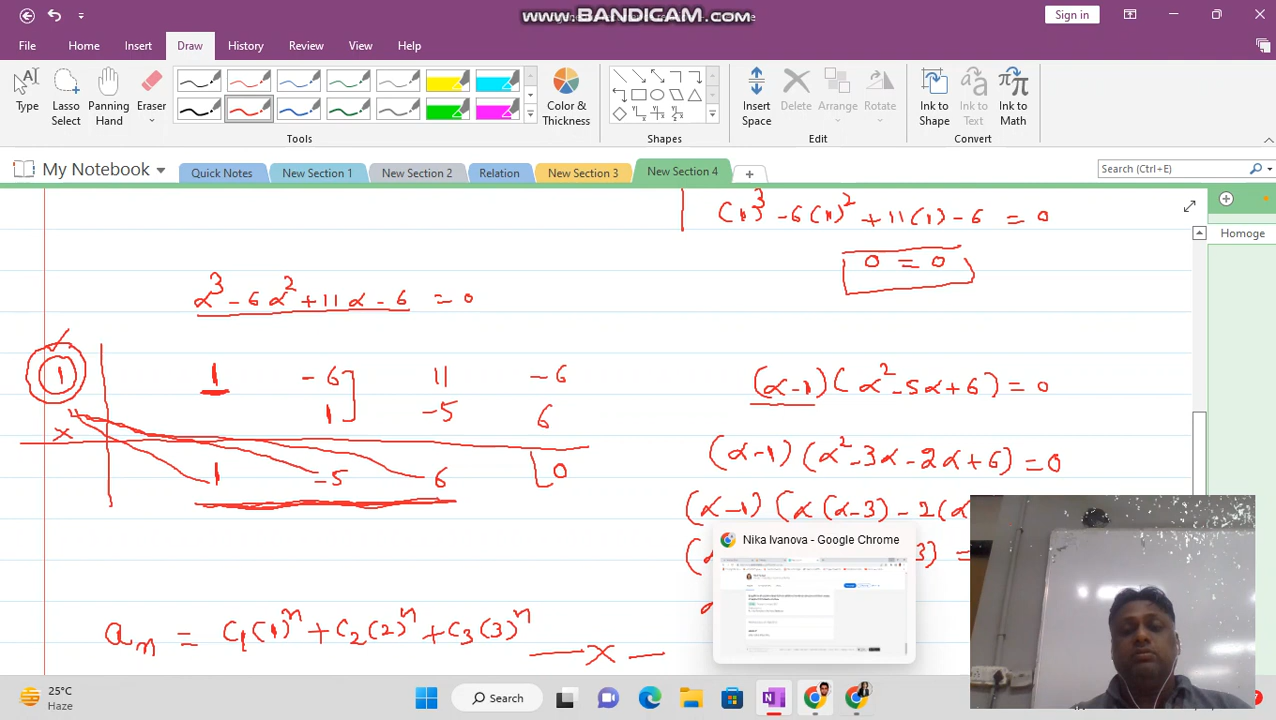 www.BANDICAM.com
Sign in
File Home Insert Draw History Review View Help
Type
Lasso Select
Panning Hand
Eraser
Color & Thickness
Insert Space
Delete
Arrange
Rotate
Ink to Shape
Ink to Text
Ink to Math
Tools
Shapes
Edit
Convert
My Notebook
Quick Notes
New Section 1
New Section 2
Relation
New Section 3
New Section 4
Search (Ctrl+E)
Homoge
(1)³ - 6(1)² + 11(1) - 6 = 0
0 = 0
α³ - 6α² + 11α - 6 = 0
1 1 -6 11 -6
1 -5 6
x
1 -5 6 0
(α-1)(α²-5α+6) = 0
(α-1)(α²-3α-2α+6) = 0
(α-1)(α(α-3) - 2(α
3) =
aₙ = C₁(1)ⁿ + C₂(2)ⁿ + C₃(3)ⁿ
— x —
Nika Ivanova - Google Chrome
25°C
Haze
Search